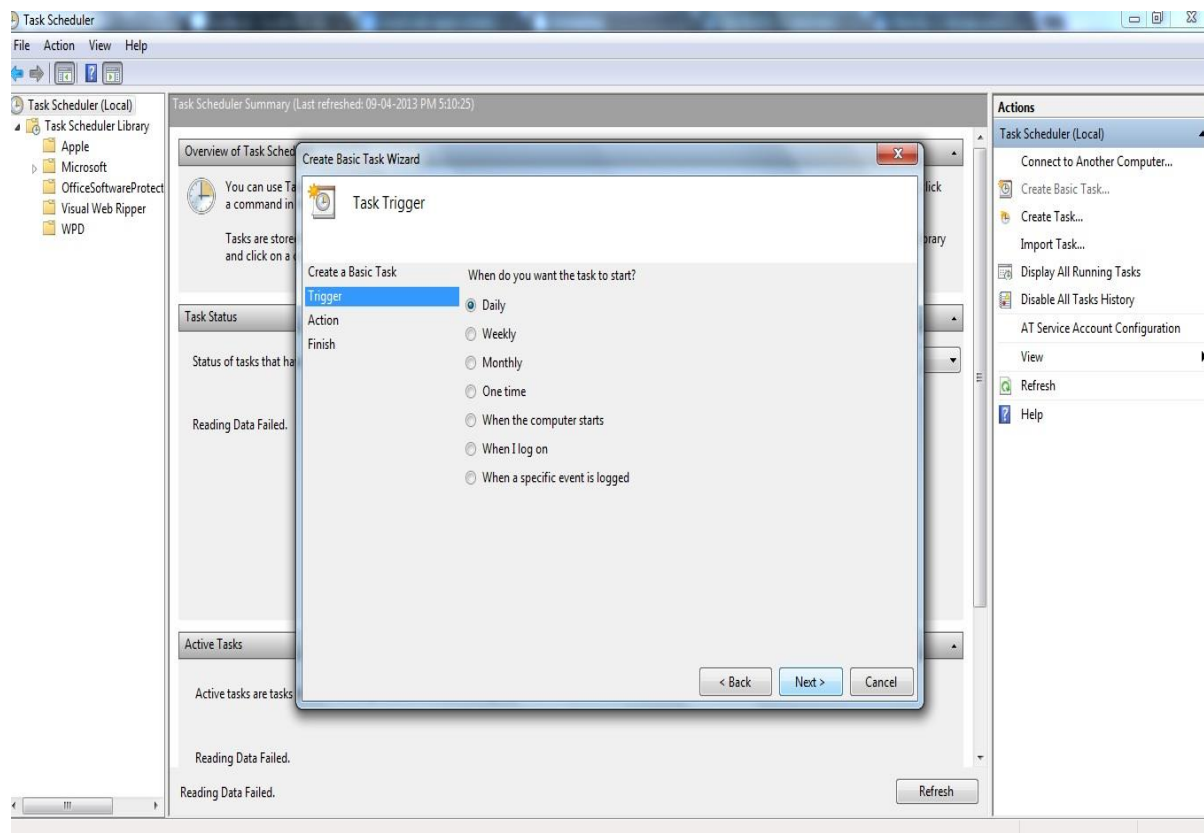 Task Scheduler
File Action View Help
Task Scheduler (Local)
Task Scheduler Library
Apple
Microsoft
OfficeSoftwareProtect
Visual Web Ripper
WPD
Task Scheduler Summary (Last refreshed: 09-04-2013 PM 5:10:25)
Overview of Task Sched
You can use Ta
a command in
lick
Tasks are store
brary
and click on a
Task Status
Status of tasks that ha
Reading Data Failed.
Active Tasks
Active tasks are tasks
Reading Data Failed.
Reading Data Failed.
Refresh
Create Basic Task Wizard
Task Trigger
Create a Basic Task
Trigger
Action
Finish
When do you want the task to start?
Daily
Weekly
Monthly
One time
When the computer starts
When I log on
When a specific event is logged
< Back
Next >
Cancel
Actions
Task Scheduler (Local)
Connect to Another Computer...
Create Basic Task...
Create Task...
Import Task...
Display All Running Tasks
Disable All Tasks History
AT Service Account Configuration
View
Refresh
Help